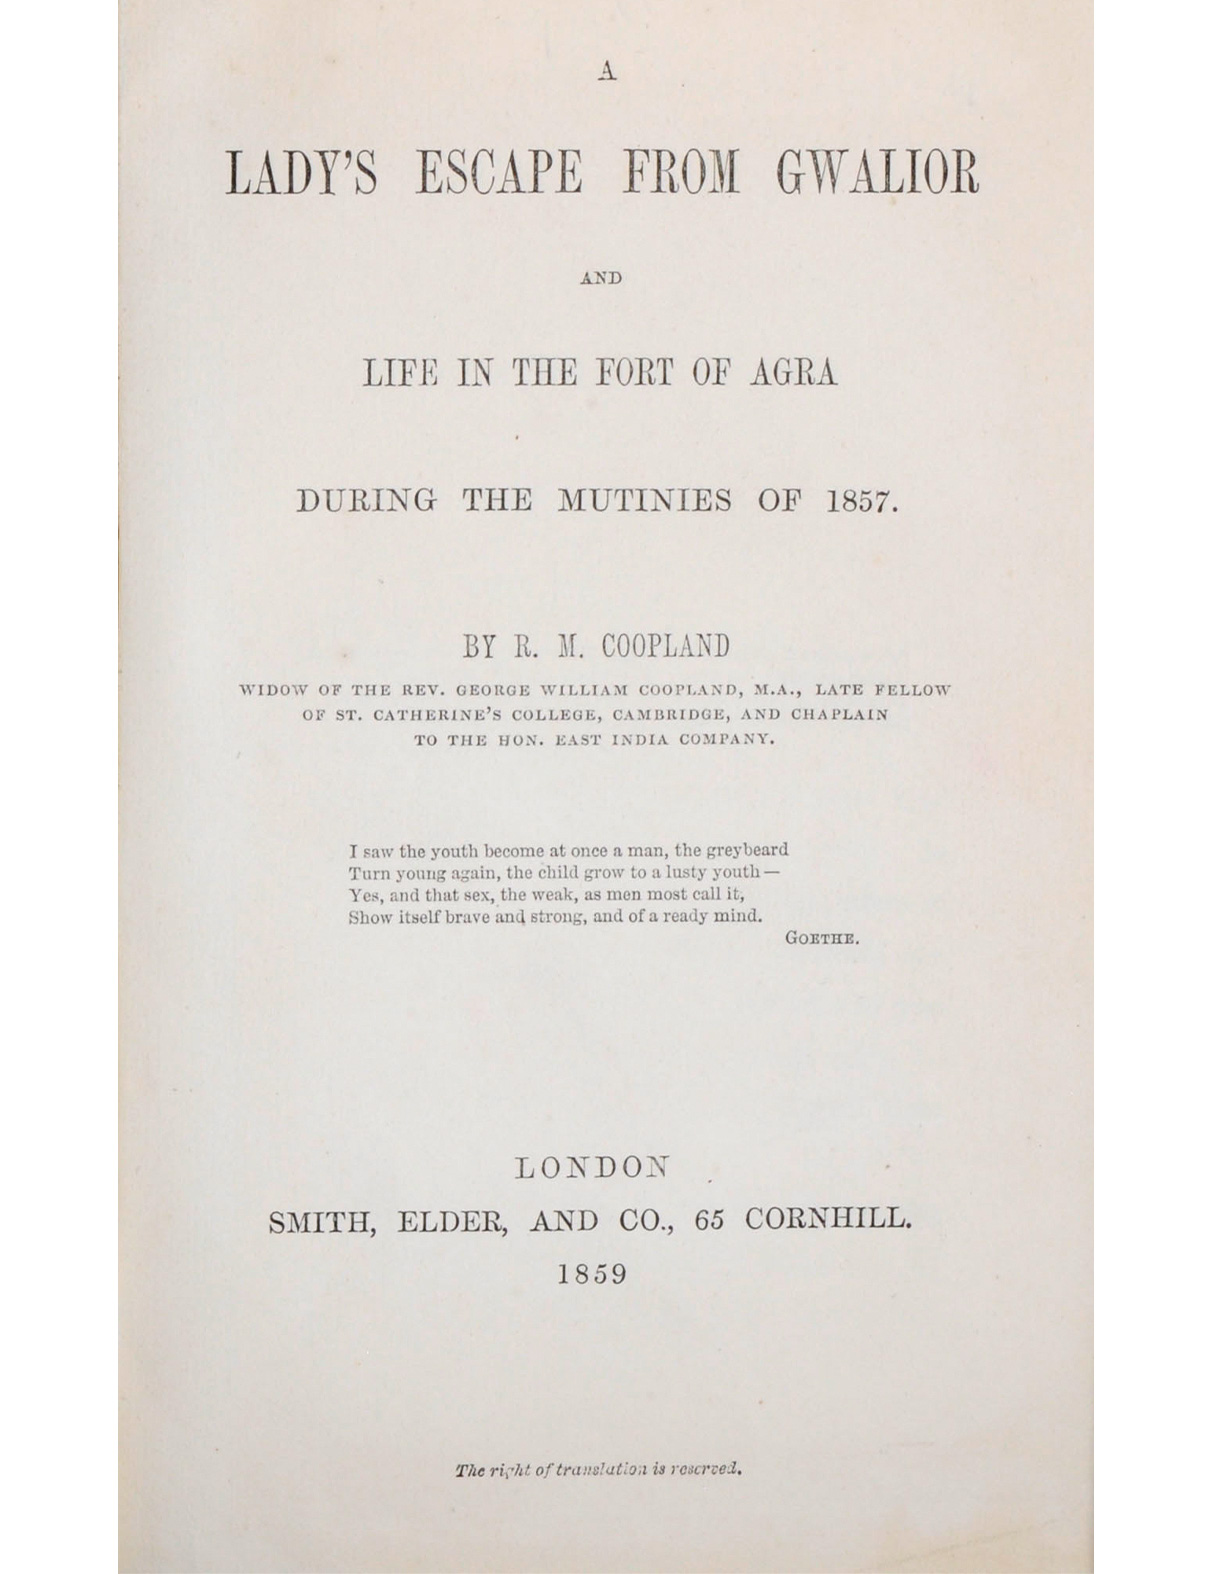 A
LADY'S ESCAPE FROM GWALIOR
AND
LIFE IN THE FORT OF AGRA
DURING THE MUTINIES OF 1857.
BY R. M. COOPLAND
WIDOW OF THE REV. GEORGE WILLIAM COOPLAND, M.A., LATE FELLOW
OF ST. CATHERINE'S COLLEGE, CAMBRIDGE, AND CHAPLAIN
TO THE HON. EAST INDIA COMPANY.
I saw the youth become at once a man, the greybeard
Turn young again, the child grow to a lusty youth—
Yes, and that sex, the weak, as men most call it,
Show itself brave and strong, and of a ready mind.
GOETHE.
LONDON
SMITH, ELDER, AND CO., 65 CORNHILL.
1859
The right of translation is reserved.